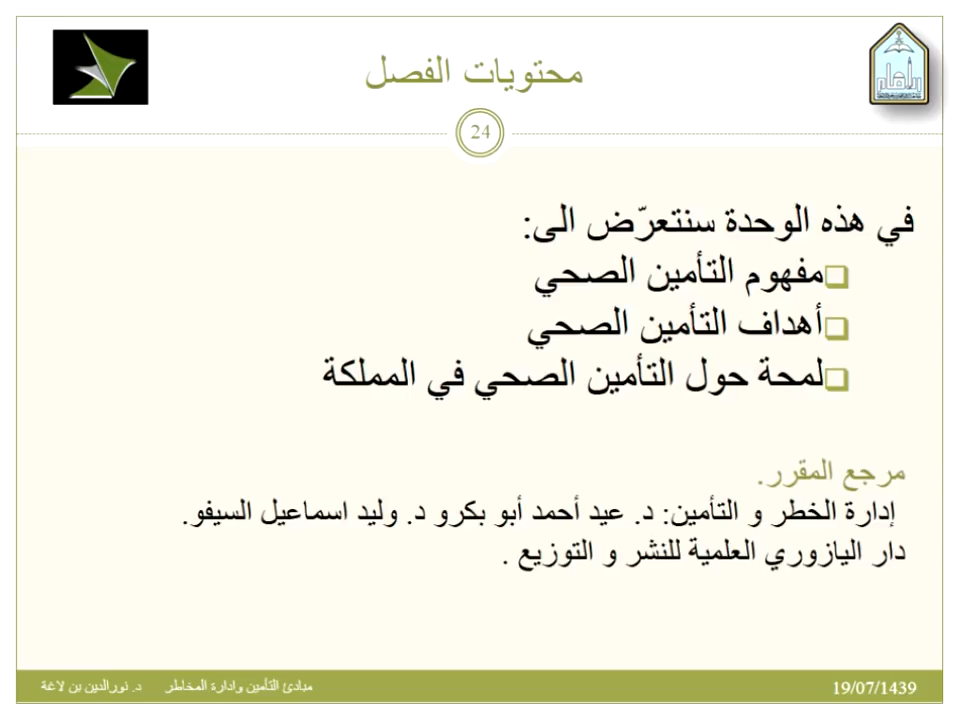 محتويات الفصل
24
في هذه الوحدة سنتعرّض الى:
مفهوم التأمين الصحي
أهداف التأمين الصحي
لمحة حول التأمين الصحي في المملكة
مرجع المقرر.
إدارة الخطر و التأمين: د. عيد أحمد أبو بكرو د. وليد اسماعيل السيفو.
دار اليازوري العلمية للنشر و التوزيع .
19/07/1439
مبادئ التأمين وادارة المخاطر د. نورالدين بن لاغة